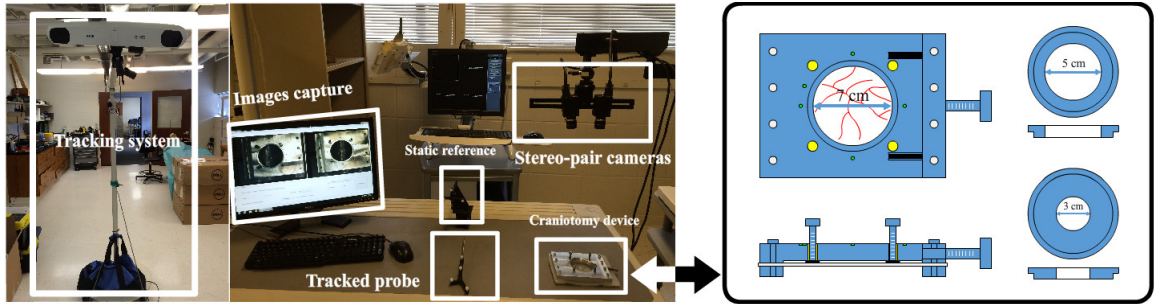 Tracking system
Images capture
Static reference
Stereo-pair cameras
Craniotomy device
Tracked probe
7 cm
5 cm
3 cm